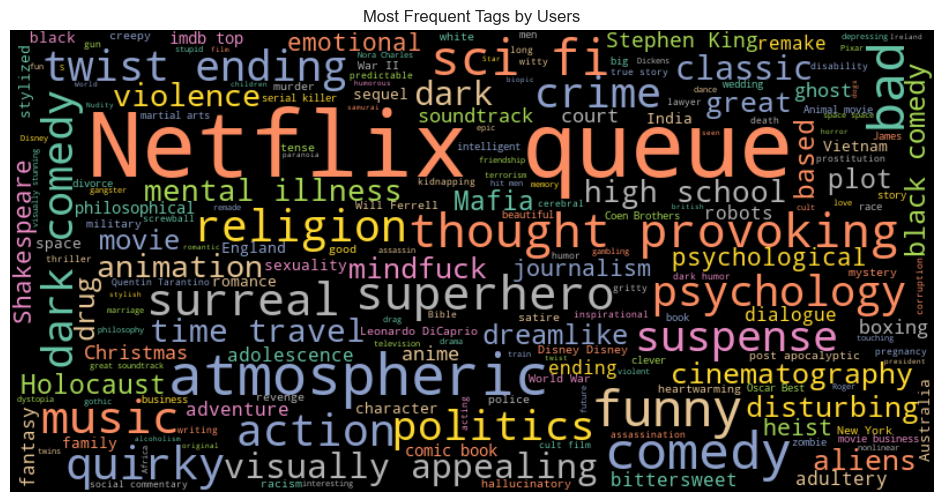 Most Frequent Tags by Users
black
creepy
imdb top
emotional
Nora Charles
white
men
Stephen King
remake
depressing
Ireland
gun
stupid
film
War II
long
witty
big
Dickens
Pixar
fun
twist ending
predictable
sci fi
Star
true story
classic
disability
bad
World
children
humorous
biopic
wedding
stylized
violence
serial killer
murder
sequel
dark
crime
dance
great
ghost
dogs
Nudity
samurai
lawyer
Animal movie
space space
martial arts
soundtrack
court
India
death
horror
James
epic
seen
Netflix queue
based
Vietnam
Disney
tense
paranoia
intelligent
friendship
terrorism
prostitution
black comedy
visually stunning
divorce
mental illness
kidnapping
hit men
memory
high school
plot
story
dark comedy
gangster
philosophical
remade
Will Ferrell
beautiful
Mafia
cerebral
british
cult
love
race
Shakespeare
military
screwball
religion
thought provoking
Coen Brothers
robots
space
movie
England
good
assassin
humor
gambling
psychological
thriller
romantic
animation
sexuality
mindfuck
journalism
gritty
mystery
corruption
drug
Quentin Tarantino
romance
dark humor
psychology
stylish
surreal
superhero
book
touching
marriage
Bible
satire
inspirational
dialogue
philosophy
time travel
drag
Leonardo DiCaprio
dreamlike
suspense
boxing
television
drama
Christmas
adolescence
anime
train
Disney Disney
clever
post apocalyptic
pregnancy
great soundtrack
twist
violent
president
Holocaust
atmospheric
ending
World War
cinematography
dystopia
gothic
business
revenge
heartwarming
Oscar Best
Roger
fantasy
music
adventure
character
acting
police
future
funny
disturbing
Australia
writing
action
politics
assassination
heist
New York
twins
family
alcoholism
original
comic book
cult film
zombie
movie business
nonlinear
quirky
Africa
visually appealing
comedy
aliens
social commentary
racism
interesting
hallucinatory
bittersweet
adultery